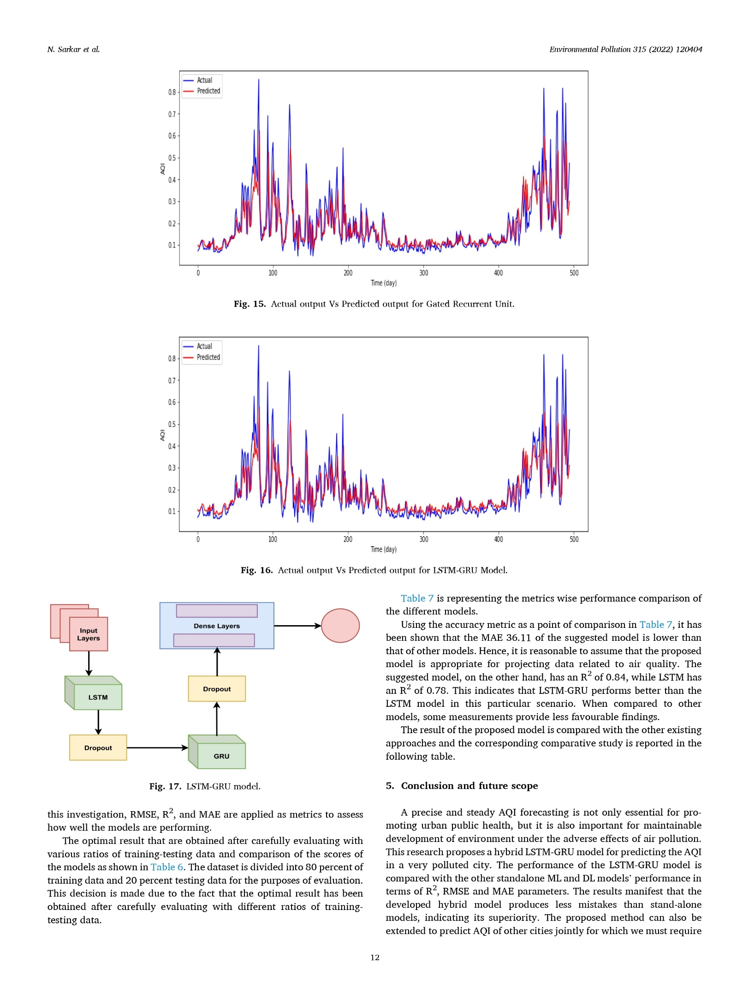 N. Sarkar et al.
Environmental Pollution 315 (2022) 120404
Actual
Predicted
0.8
0.7
0.6
0.5
0.4
0.3
0.2
0.1
AQI
0 100 200 300 400 500
Time (day)
Fig. 15. Actual output Vs Predicted output for Gated Recurrent Unit.
Actual
Predicted
0.8
0.7
0.6
0.5
0.4
0.3
0.2
0.1
AQI
0 100 200 300 400 500
Time (day)
Fig. 16. Actual output Vs Predicted output for LSTM-GRU Model.
Input
Layers
LSTM
Dropout
GRU
Dropout
Dense Layers
Fig. 17. LSTM-GRU model.
this investigation, RMSE, R², and MAE are applied as metrics to assess
how well the models are performing.
The optimal result that are obtained after carefully evaluating with
various ratios of training-testing data and comparison of the scores of
the models as shown in Table 6. The dataset is divided into 80 percent of
training data and 20 percent testing data for the purposes of evaluation.
This decision is made due to the fact that the optimal result has been
obtained after carefully evaluating with different ratios of training-
testing data.
Table 7 is representing the metrics wise performance comparison of
the different models.
Using the accuracy metric as a point of comparison in Table 7, it has
been shown that the MAE 36.11 of the suggested model is lower than
that of other models. Hence, it is reasonable to assume that the proposed
model is appropriate for projecting data related to air quality. The
suggested model, on the other hand, has an R² of 0.84, while LSTM has
an R² of 0.78. This indicates that LSTM-GRU performs better than the
LSTM model in this particular scenario. When compared to other
models, some measurements provide less favourable findings.
The result of the proposed model is compared with the other existing
approaches and the corresponding comparative study is reported in the
following table.
5. Conclusion and future scope
A precise and steady AQI forecasting is not only essential for pro-
moting urban public health, but it is also important for maintainable
development of environment under the adverse effects of air pollution.
This research proposes a hybrid LSTM-GRU model for predicting the AQI
in a very polluted city. The performance of the LSTM-GRU model is
compared with the other standalone ML and DL models' performance in
terms of R², RMSE and MAE parameters. The results manifest that the
developed hybrid model produces less mistakes than stand-alone
models, indicating its superiority. The proposed method can also be
extended to predict AQI of other cities jointly for which we must require
12